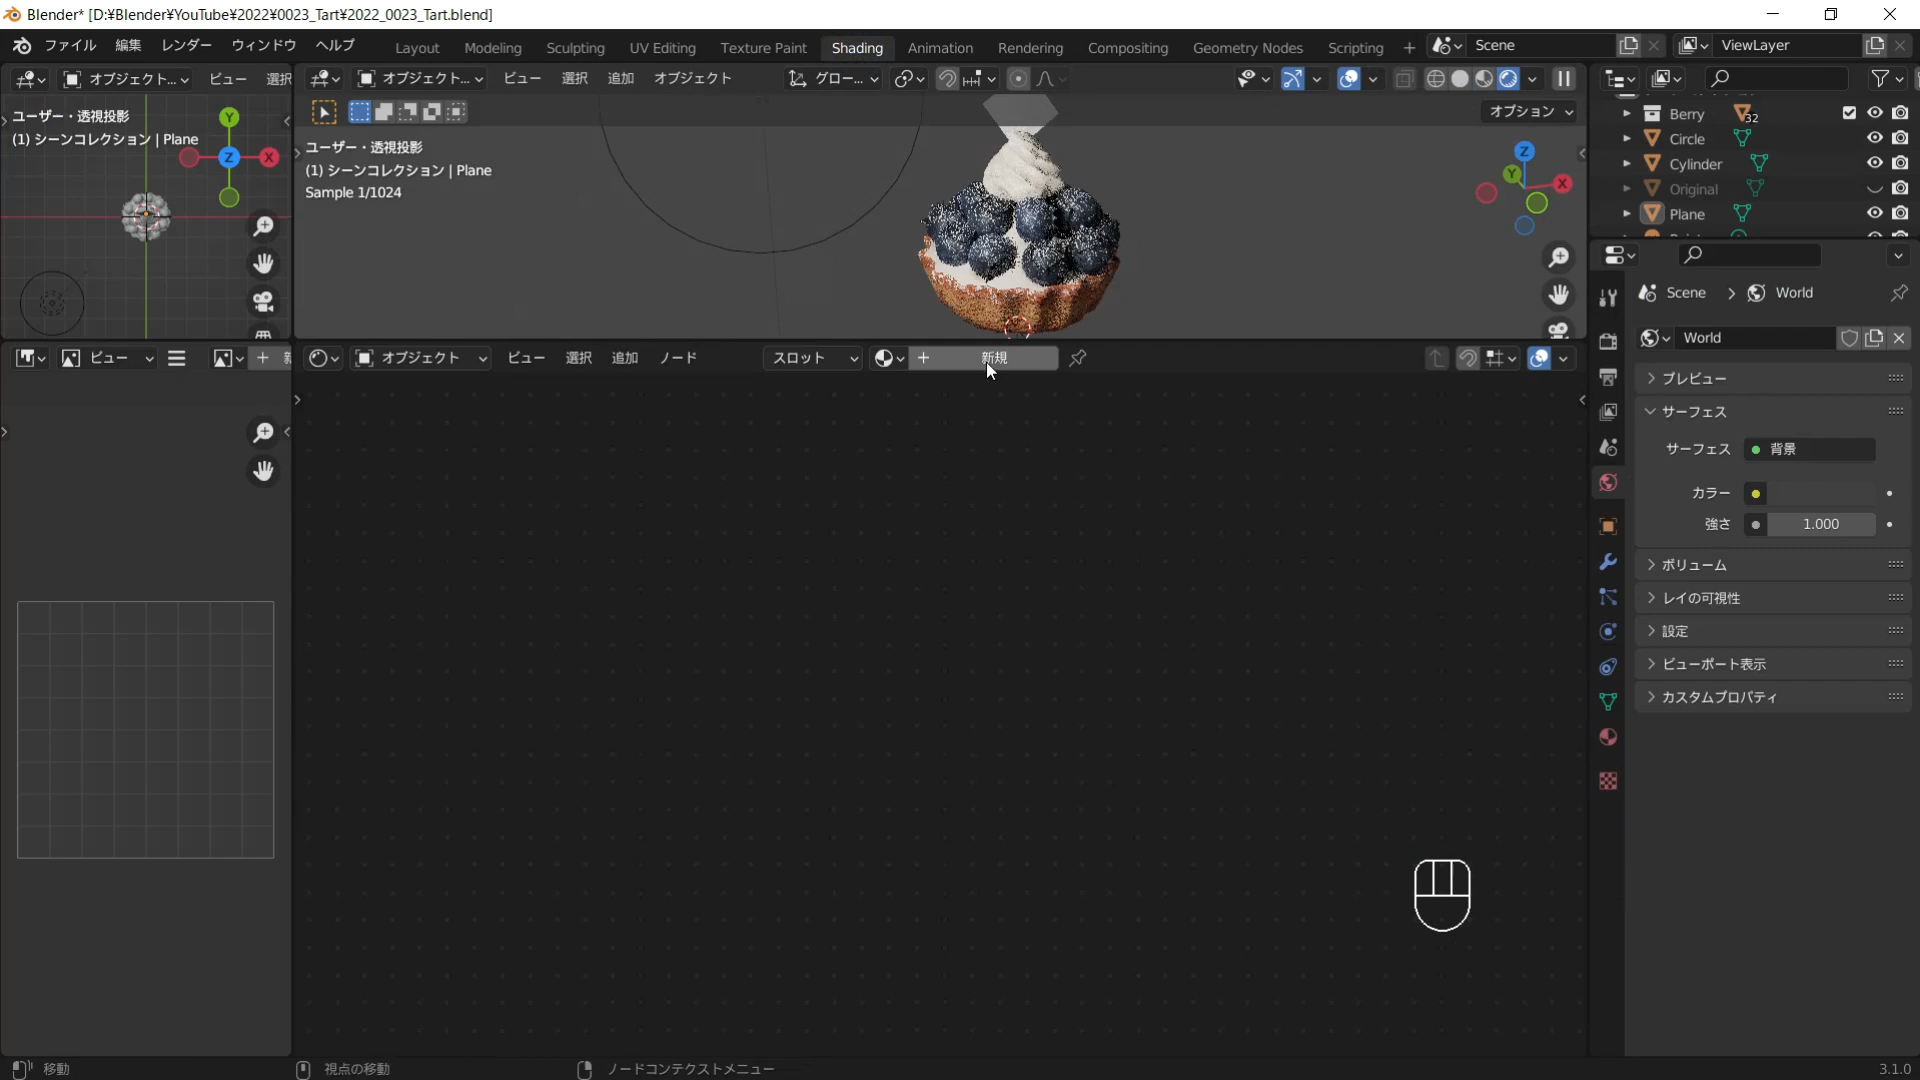 Blender* [D:¥Blender¥YouTube¥2022¥0023_Tart¥2022_0023_Tart.blend]
ファイル 編集 レンダー ウィンドウ ヘルプ Layout Modeling Sculpting UV Editing Texture Paint Shading Animation Rendering Compositing Geometry Nodes Scripting + Scene ViewLayer
オブジェクト... ビュー 選択
オブジェクト... ビュー 選択 追加 オブジェクト グロー...
オプション
ユーザー・透視投影
(1) シーンコレクション | Plane
ユーザー・透視投影
(1) シーンコレクション | Plane
Sample 1/1024
Y
Z
X
Z
Y
X
Berry 32
Circle
Cylinder
Original
Plane
Scene > World
World
プレビュー
サーフェス
サーフェス 背景
カラー
強さ 1.000
ボリューム
レイの可視性
設定
ビューポート表示
カスタムプロパティ
ビュー
オブジェクト ビュー 選択 追加 ノード スロット + 新規
移動 視点の移動 ノードコンテクストメニュー 3.1.0